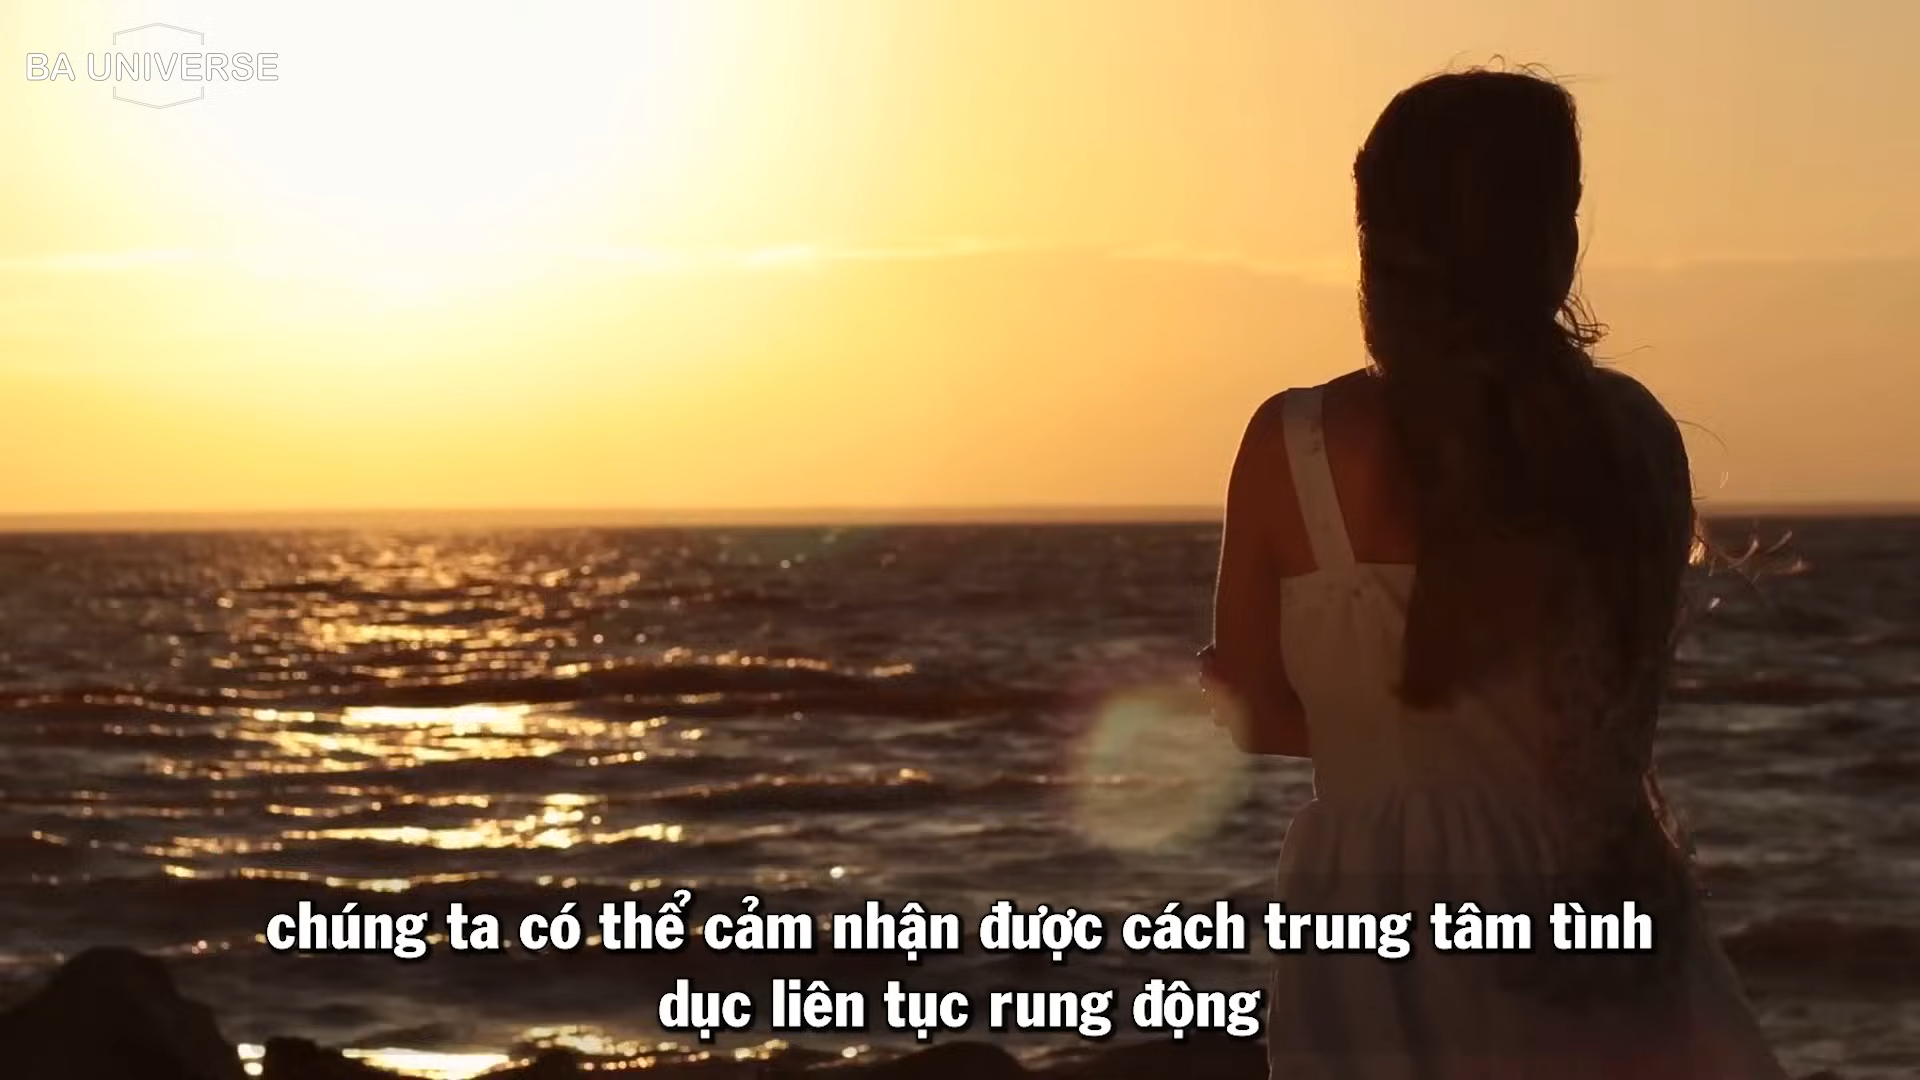 BA UNIVERSE
chúng ta có thể cảm nhận được cách trung tâm tình
dục liên tục rung động